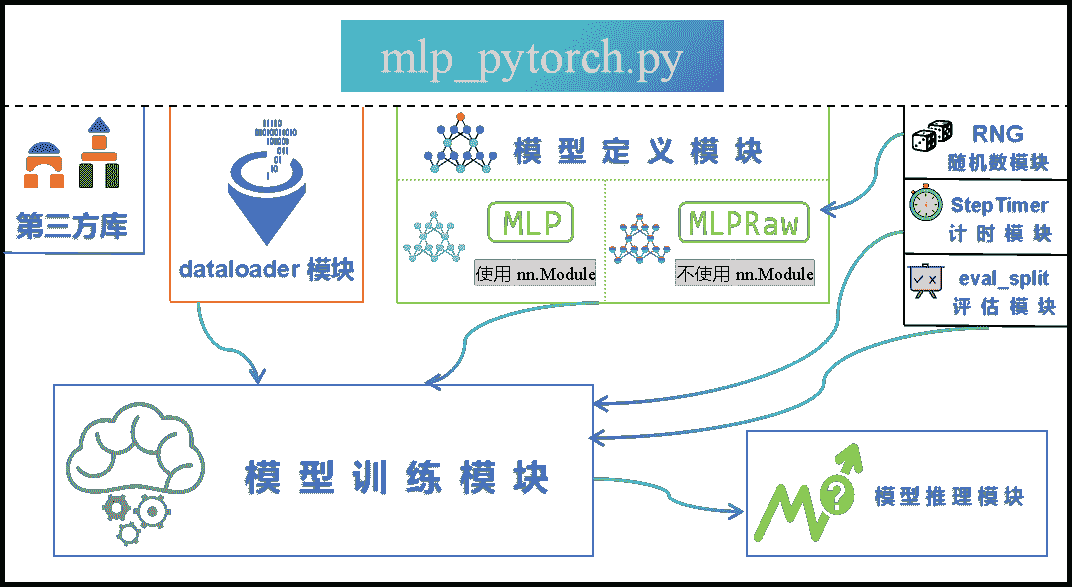 mlp_pytorch.py
第三方库
dataloader 模块
模型定义模块
MLP
使用 nn.Module
MLPRaw
不使用 nn.Module
RNG
随机数模块
StepTimer
计时模块
eval_split
评估模块
模型训练模块
模型推理模块